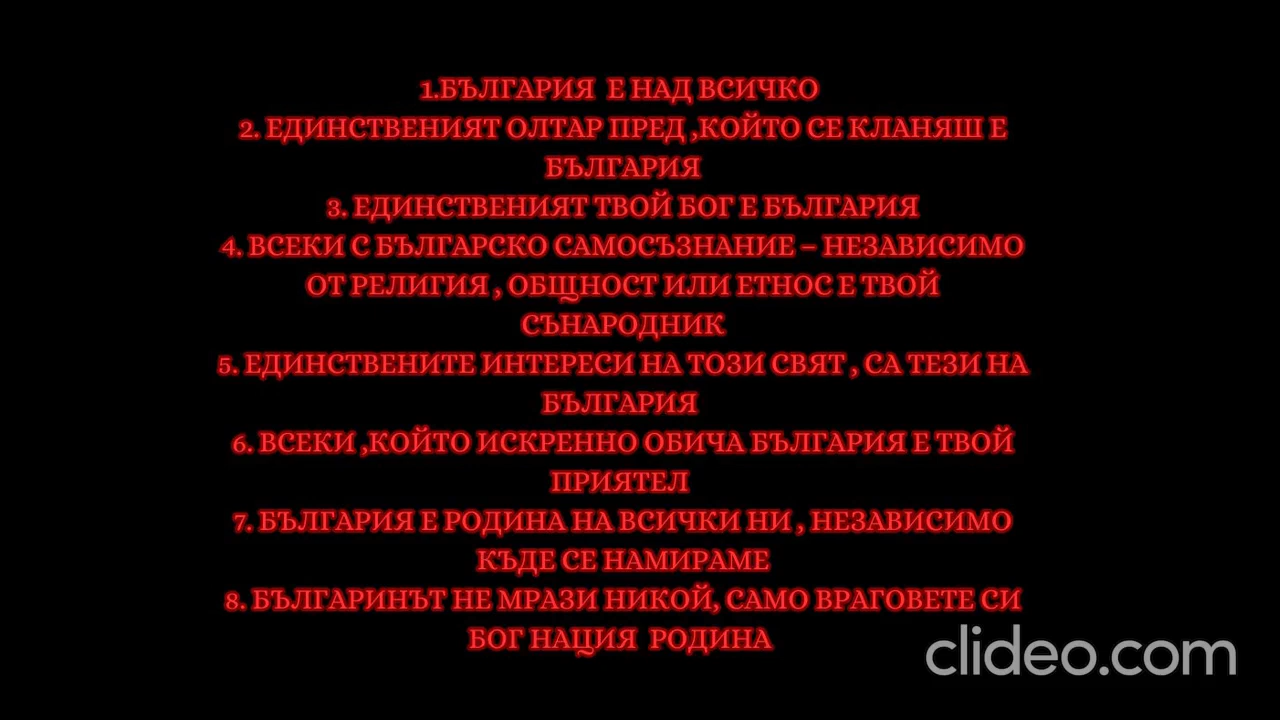 1.БЪЛГАРИЯ  Е НАД ВСИЧКО
2. ЕДИНСТВЕНИЯТ ОЛТАР ПРЕД ,КОЙТО СЕ КЛАНЯШ Е
БЪЛГАРИЯ
3. ЕДИНСТВЕНИЯТ ТВОЙ БОГ Е БЪЛГАРИЯ
4. ВСЕКИ С БЪЛГАРСКО САМОСЪЗНАНИЕ – НЕЗАВИСИМО
ОТ РЕЛИГИЯ , ОБЩНОСТ ИЛИ ЕТНОС Е ТВОЙ
СЪНАРОДНИК
5. ЕДИНСТВЕНИТЕ ИНТЕРЕСИ НА ТОЗИ СВЯТ , СА ТЕЗИ НА
БЪЛГАРИЯ
6. ВСЕКИ ,КОЙТО ИСКРЕННО ОБИЧА БЪЛГАРИЯ Е ТВОЙ
ПРИЯТЕЛ
7. БЪЛГАРИЯ Е РОДИНА НА ВСИЧКИ НИ , НЕЗАВИСИМО
КЪДЕ СЕ НАМИРАМЕ
8. БЪЛГАРИНЪТ НЕ МРАЗИ НИКОЙ, САМО ВРАГОВЕТЕ СИ
БОГ НАЦИЯ  РОДИНА
clideo.com